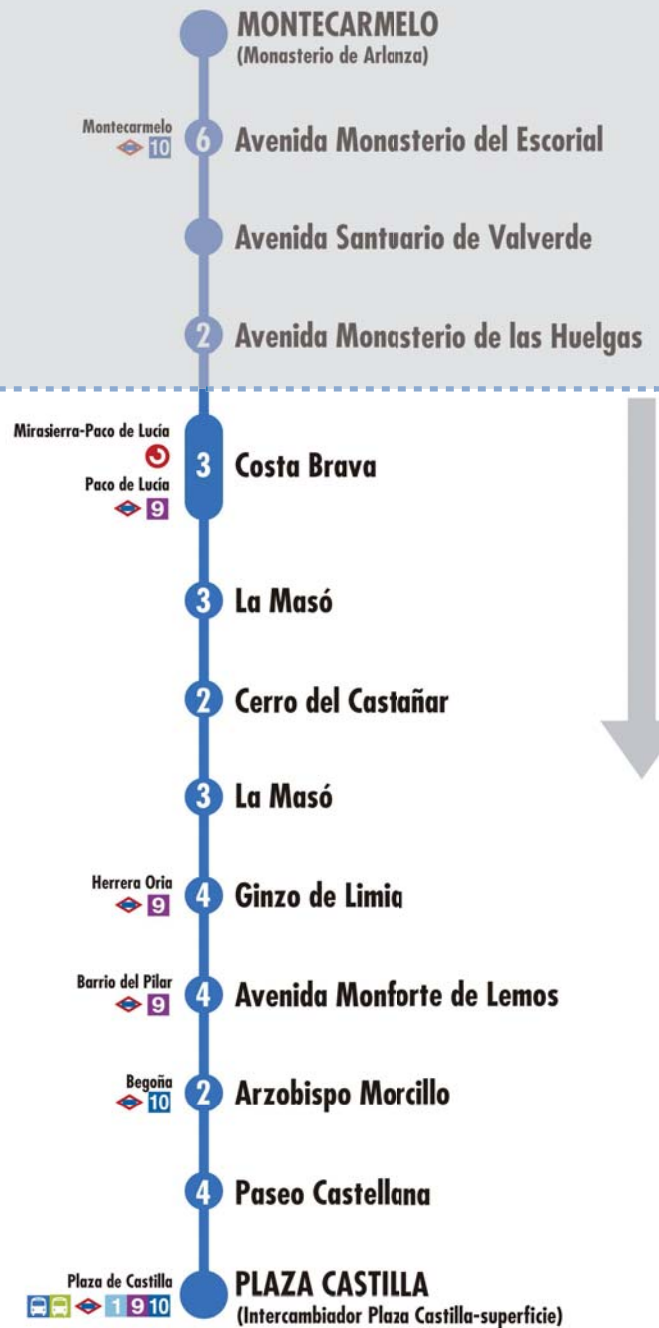 MONTECARMELO
(Monasterio de Arlanza)
Montecarmelo
10
6
Avenida Monasterio del Escorial
Avenida Santuario de Valverde
2
Avenida Monasterio de las Huelgas
Mirasierra-Paco de Lucía
Paco de Lucía
9
3
Costa Brava
3
La Masó
2
Cerro del Castañar
3
La Masó
Herrera Oria
9
4
Ginzo de Limia
Barrio del Pilar
9
4
Avenida Monforte de Lemos
Begoña
10
2
Arzobispo Morcillo
4
Paseo Castellana
Plaza de Castilla
1 9 10
PLAZA CASTILLA
(Intercambiador Plaza Castilla-superficie)